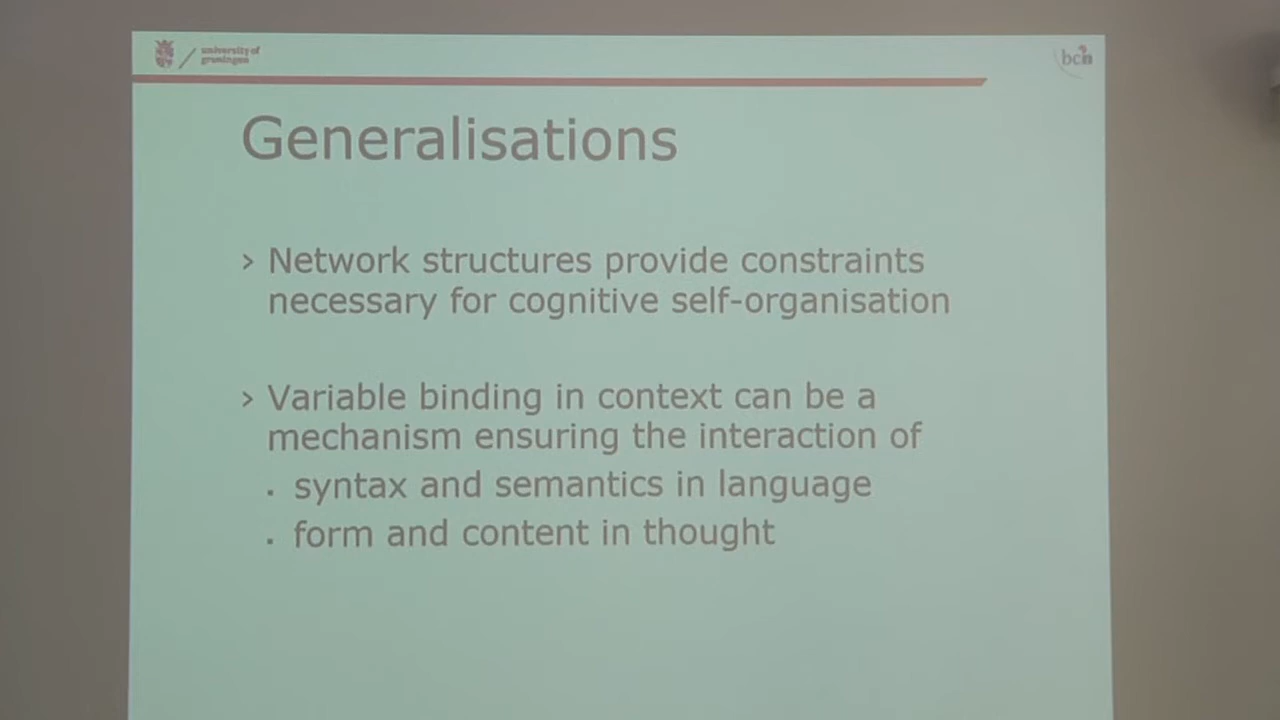 university of
groningen
bcn
Generalisations
› Network structures provide constraints
necessary for cognitive self-organisation
› Variable binding in context can be a
mechanism ensuring the interaction of
▪ syntax and semantics in language
▪ form and content in thought